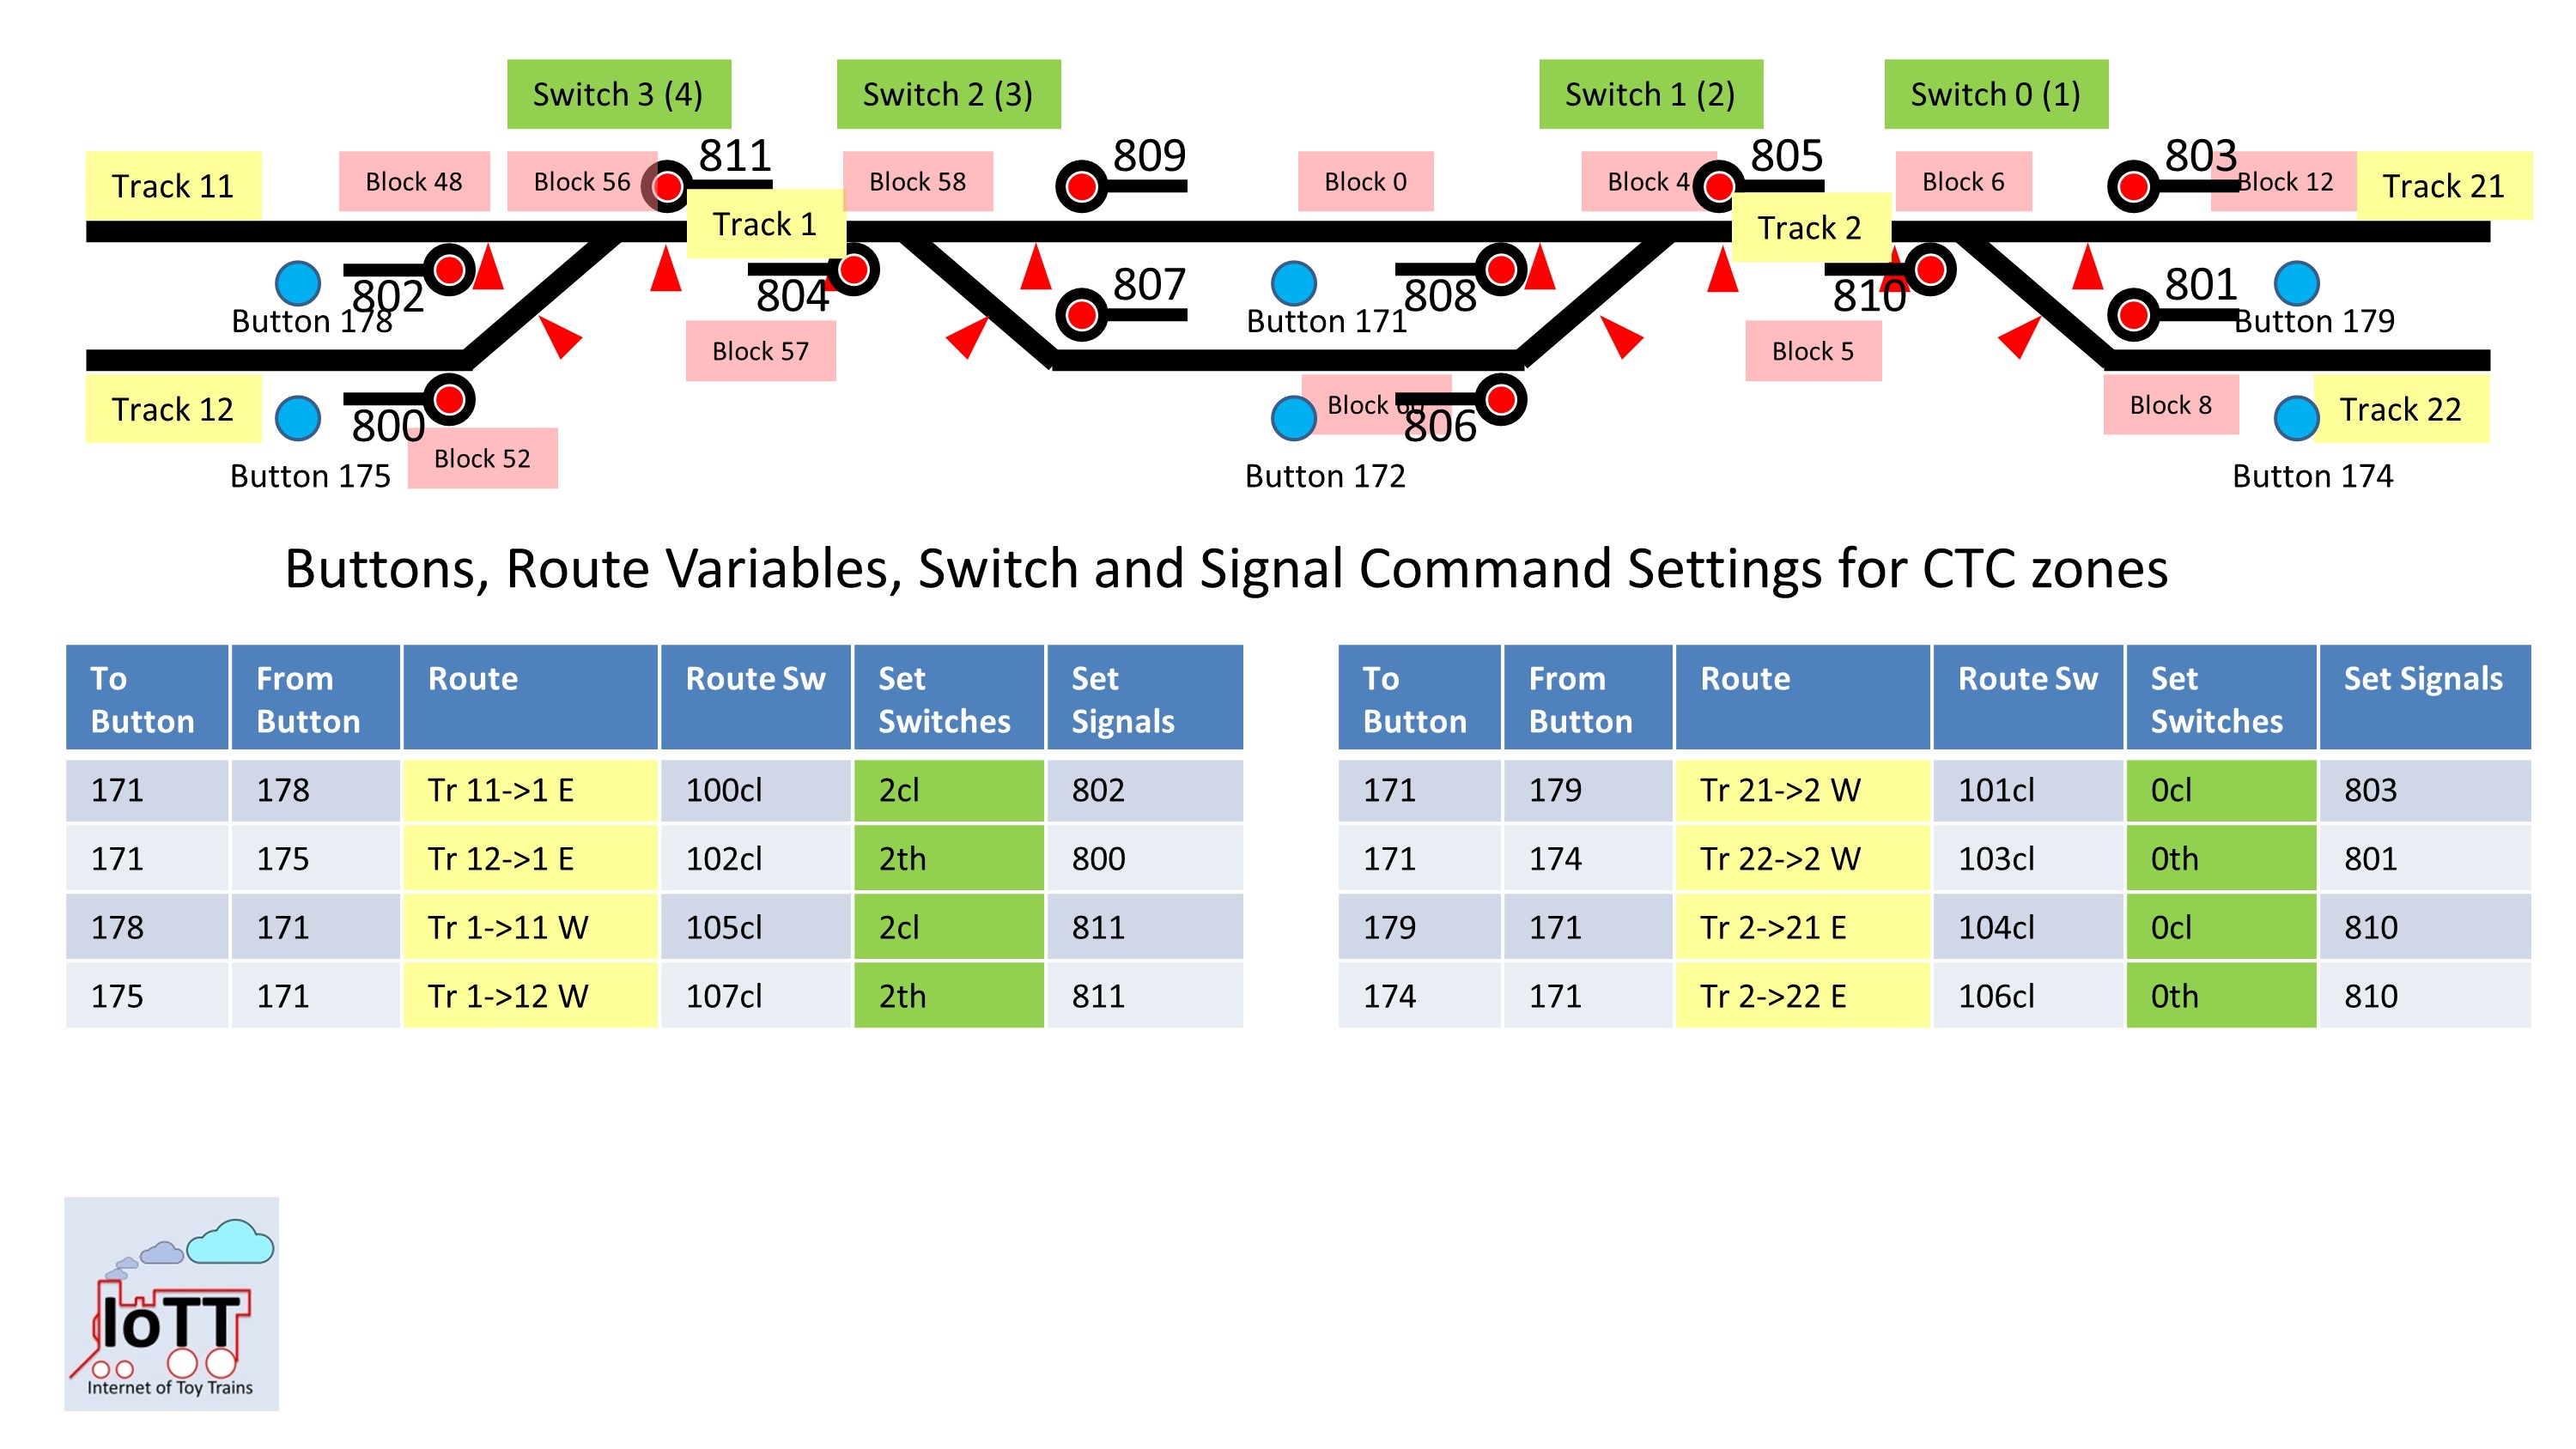 Switch 3 (4)
Switch 2 (3)
Switch 1 (2)
Switch 0 (1)
811
809
805
803
Track 11
Block 48
Block 56
Block 58
Block 0
Block 4
Block 6
Block 12
Track 21
Track 1
Track 2
802
804
807
808
810
801
Button 178
Button 171
Button 179
Block 57
Block 5
Track 12
800
Block 60
806
Block 8
Track 22
Block 52
Button 175
Button 172
Button 174
Buttons, Route Variables, Switch and Signal Command Settings for CTC zones
To Button From Button Route Route Sw Set Switches Set Signals
171 178 Tr 11->1 E 100cl 2cl 802
171 175 Tr 12->1 E 102cl 2th 800
178 171 Tr 1->11 W 105cl 2cl 811
175 171 Tr 1->12 W 107cl 2th 811
To Button From Button Route Route Sw Set Switches Set Signals
171 179 Tr 21->2 W 101cl 0cl 803
171 174 Tr 22->2 W 103cl 0th 801
179 171 Tr 2->21 E 104cl 0cl 810
174 171 Tr 2->22 E 106cl 0th 810
IoTT
Internet of Toy Trains